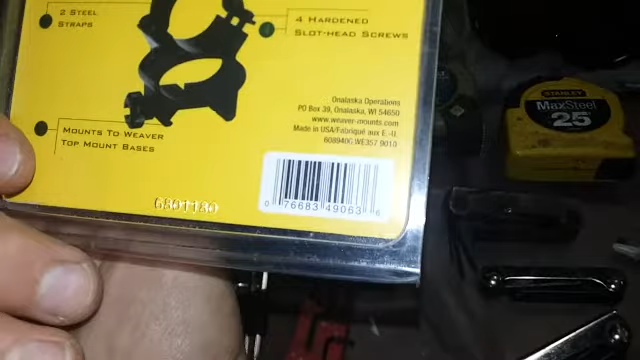 2 STEEL
STRAPS
4 HARDENED
SLOT-HEAD SCREWS
MOUNTS TO WEAVER
TOP MOUNT BASES
Onalaska Operations
PO Box 39, Onalaska, WI 54650
www.weaver-mounts.com
Made in USA/Fabriqué aux E.-U.
608940G.WE357.9010
0 76683 49063 6
STANLEY
MaxSteel
25